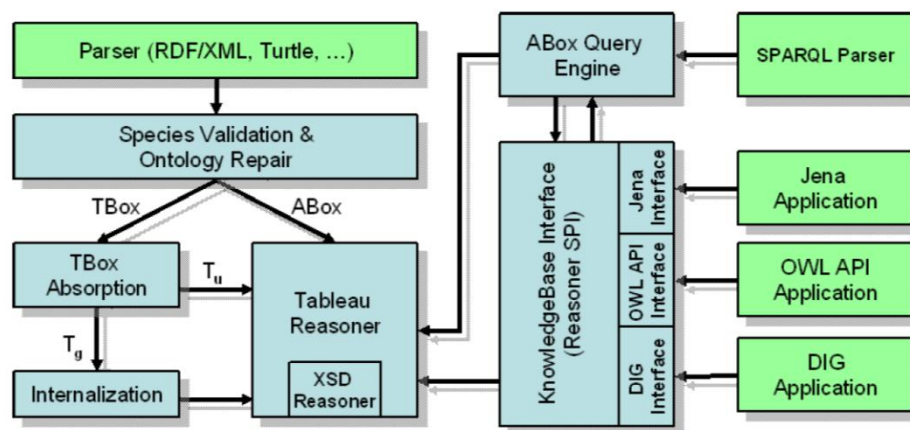 Parser (RDF/XML, Turtle, …)
Species Validation &
Ontology Repair
TBox
ABox
TBox
Absorption
T_u
T_g
Internalization
Tableau
Reasoner
XSD
Reasoner
ABox Query
Engine
SPARQL Parser
KnowledgeBase Interface
(Reasoner SPI)
Jena
Interface
OWL API
Interface
DIG
Interface
Jena
Application
OWL API
Application
DIG
Application